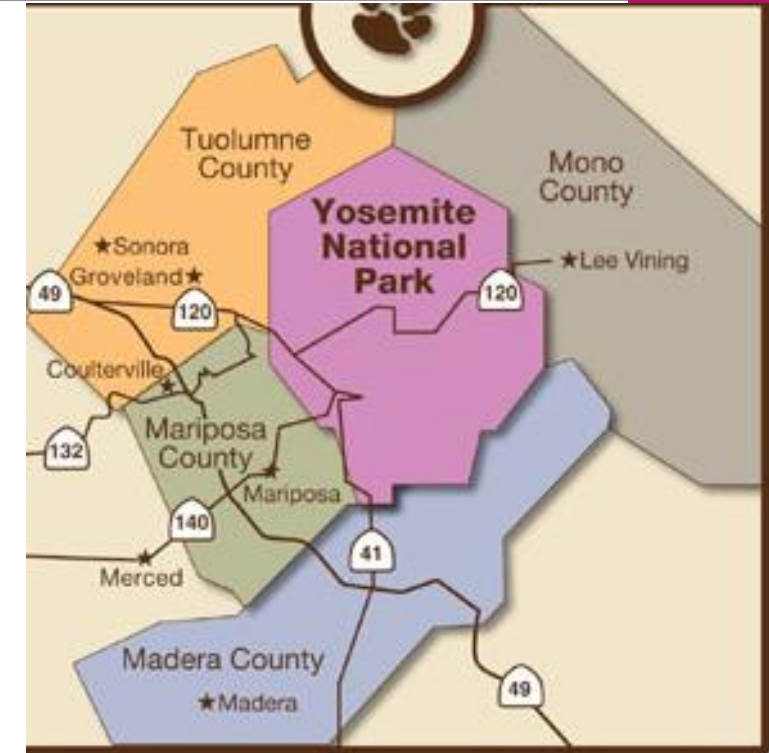 Tuolumne
County
Mono
County
Yosemite
National
Park
Sonora
Lee Vining
Groveland
49
120
120
Coulterville
Mariposa
County
132
Mariposa
140
41
Merced
Madera County
49
Madera